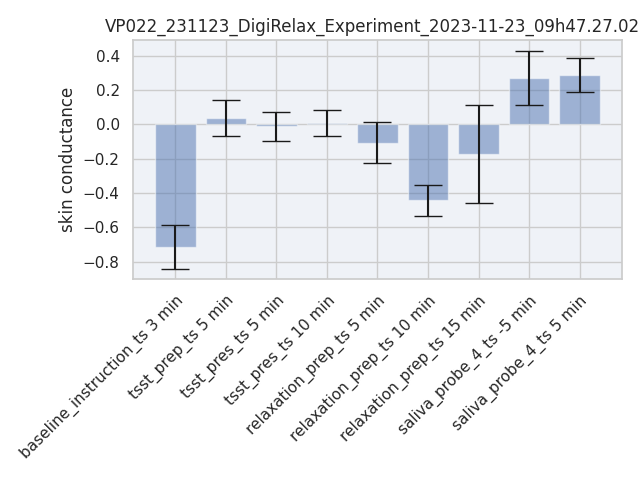 VP022_231123_DigiRelax_Experiment_2023-11-23_09h47.27.02
0.4
0.2
0.0
−0.2
−0.4
−0.6
−0.8
skin conductance
baseline_instruction_ts 3 min
tsst_prep_ts 5 min
tsst_pres_ts 5 min
tsst_pres_ts 10 min
relaxation_prep_ts 5 min
relaxation_prep_ts 10 min
relaxation_prep_ts 15 min
saliva_probe_4_ts -5 min
saliva_probe_4_ts 5 min